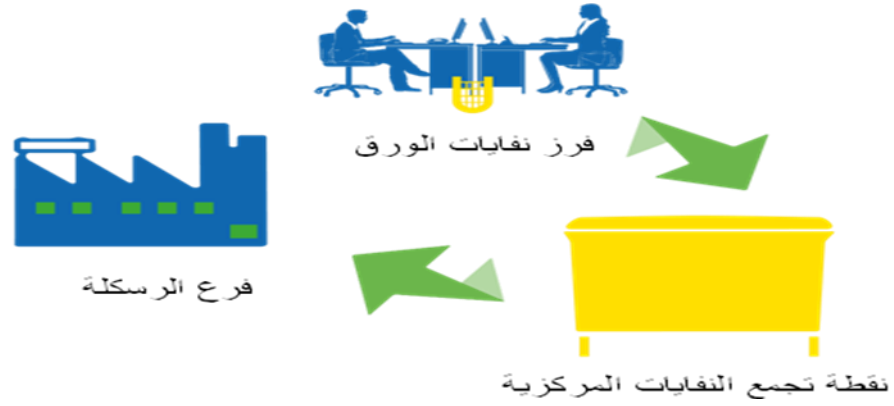 فرز نفايات الورق
فرع الرسكلة
نقطة تجمع النفايات المركزية